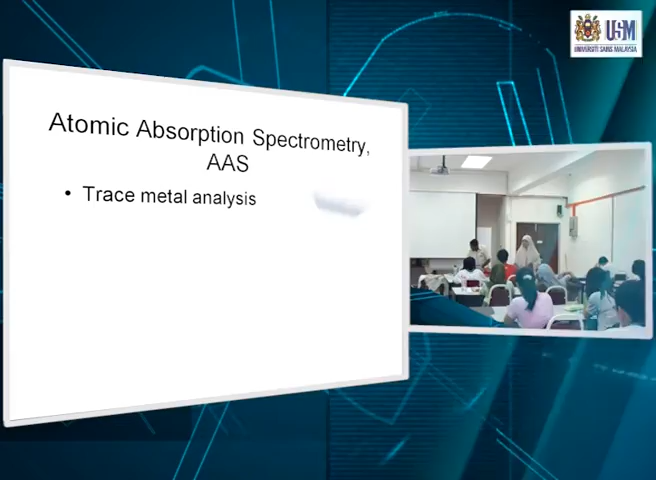 USM
UNIVERSITI SAINS MALAYSIA
Atomic Absorption Spectrometry,
AAS
• Trace metal analysis